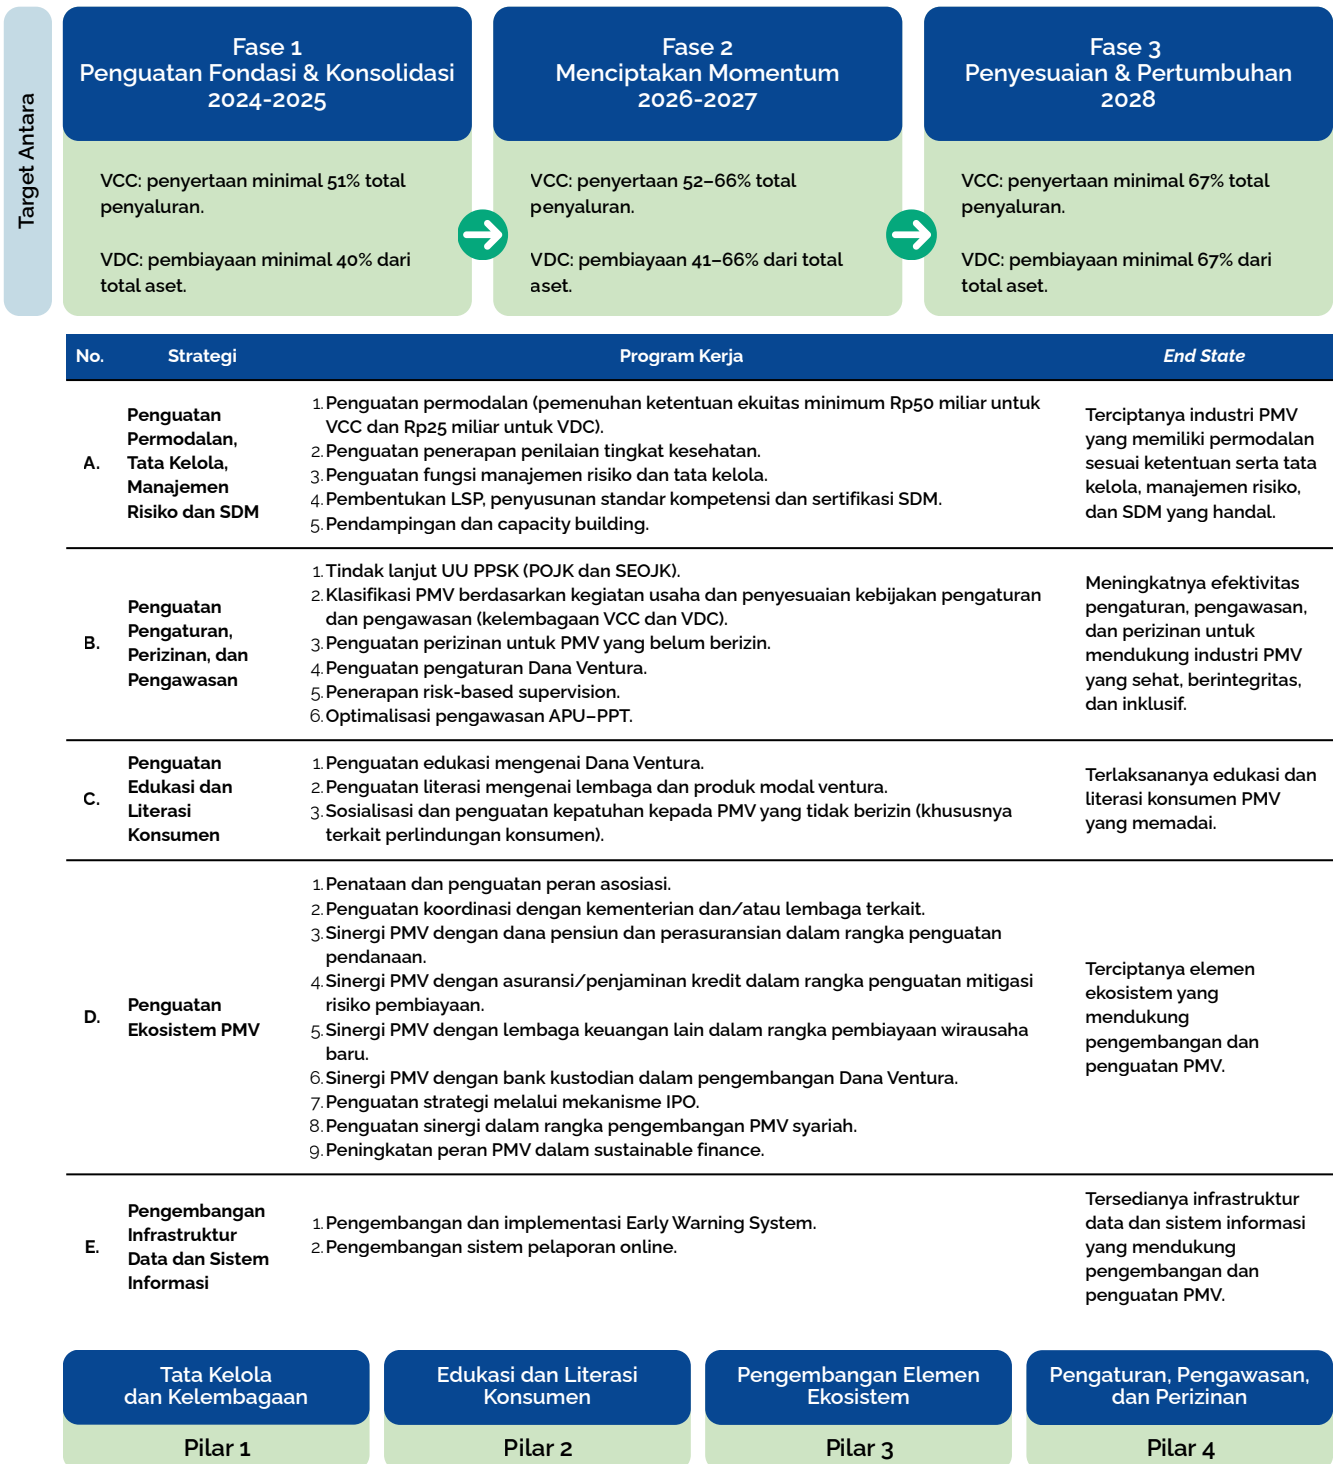 Target Antara
Fase 1
Penguatan Fondasi & Konsolidasi
2024-2025
VCC: penyertaan minimal 51% total
penyaluran.
VDC: pembiayaan minimal 40% dari
total aset.
Fase 2
Menciptakan Momentum
2026-2027
VCC: penyertaan 52–66% total
penyaluran.
VDC: pembiayaan 41–66% dari total
aset.
Fase 3
Penyesuaian & Pertumbuhan
2028
VCC: penyertaan minimal 67% total
penyaluran.
VDC: pembiayaan minimal 67% dari
total aset.
No. Strategi Program Kerja End State
A.
Penguatan
Permodalan,
Tata Kelola,
Manajemen
Risiko dan SDM
1. Penguatan permodalan (pemenuhan ketentuan ekuitas minimum Rp50 miliar untuk
VCC dan Rp25 miliar untuk VDC).
2. Penguatan penerapan penilaian tingkat kesehatan.
3. Penguatan fungsi manajemen risiko dan tata kelola.
4. Pembentukan LSP, penyusunan standar kompetensi dan sertifikasi SDM.
5. Pendampingan dan capacity building.
Terciptanya industri PMV
yang memiliki permodalan
sesuai ketentuan serta tata
kelola, manajemen risiko,
dan SDM yang handal.
B.
Penguatan
Pengaturan,
Perizinan, dan
Pengawasan
1. Tindak lanjut UU PPSK (POJK dan SEOJK).
2. Klasifikasi PMV berdasarkan kegiatan usaha dan penyesuaian kebijakan pengaturan
dan pengawasan (kelembagaan VCC dan VDC).
3. Penguatan perizinan untuk PMV yang belum berizin.
4. Penguatan pengaturan Dana Ventura.
5. Penerapan risk-based supervision.
6. Optimalisasi pengawasan APU–PPT.
Meningkatnya efektivitas
pengaturan, pengawasan,
dan perizinan untuk
mendukung industri PMV
yang sehat, berintegritas,
dan inklusif.
C.
Penguatan
Edukasi dan
Literasi
Konsumen
1. Penguatan edukasi mengenai Dana Ventura.
2. Penguatan literasi mengenai lembaga dan produk modal ventura.
3. Sosialisasi dan penguatan kepatuhan kepada PMV yang tidak berizin (khususnya
terkait perlindungan konsumen).
Terlaksananya edukasi dan
literasi konsumen PMV
yang memadai.
D.
Penguatan
Ekosistem PMV
1. Penataan dan penguatan peran asosiasi.
2. Penguatan koordinasi dengan kementerian dan/atau lembaga terkait.
3. Sinergi PMV dengan dana pensiun dan perasuransian dalam rangka penguatan
pendanaan.
4. Sinergi PMV dengan asuransi/penjaminan kredit dalam rangka penguatan mitigasi
risiko pembiayaan.
5. Sinergi PMV dengan lembaga keuangan lain dalam rangka pembiayaan wirausaha
baru.
6. Sinergi PMV dengan bank kustodian dalam pengembangan Dana Ventura.
7. Penguatan strategi melalui mekanisme IPO.
8. Penguatan sinergi dalam rangka pengembangan PMV syariah.
9. Peningkatan peran PMV dalam sustainable finance.
Terciptanya elemen
ekosistem yang
mendukung
pengembangan dan
penguatan PMV.
E.
Pengembangan
Infrastruktur
Data dan Sistem
Informasi
1. Pengembangan dan implementasi Early Warning System.
2. Pengembangan sistem pelaporan online.
Tersedianya infrastruktur
data dan sistem informasi
yang mendukung
pengembangan dan
penguatan PMV.
Tata Kelola
dan Kelembagaan
Pilar 1
Edukasi dan Literasi
Konsumen
Pilar 2
Pengembangan Elemen
Ekosistem
Pilar 3
Pengaturan, Pengawasan,
dan Perizinan
Pilar 4